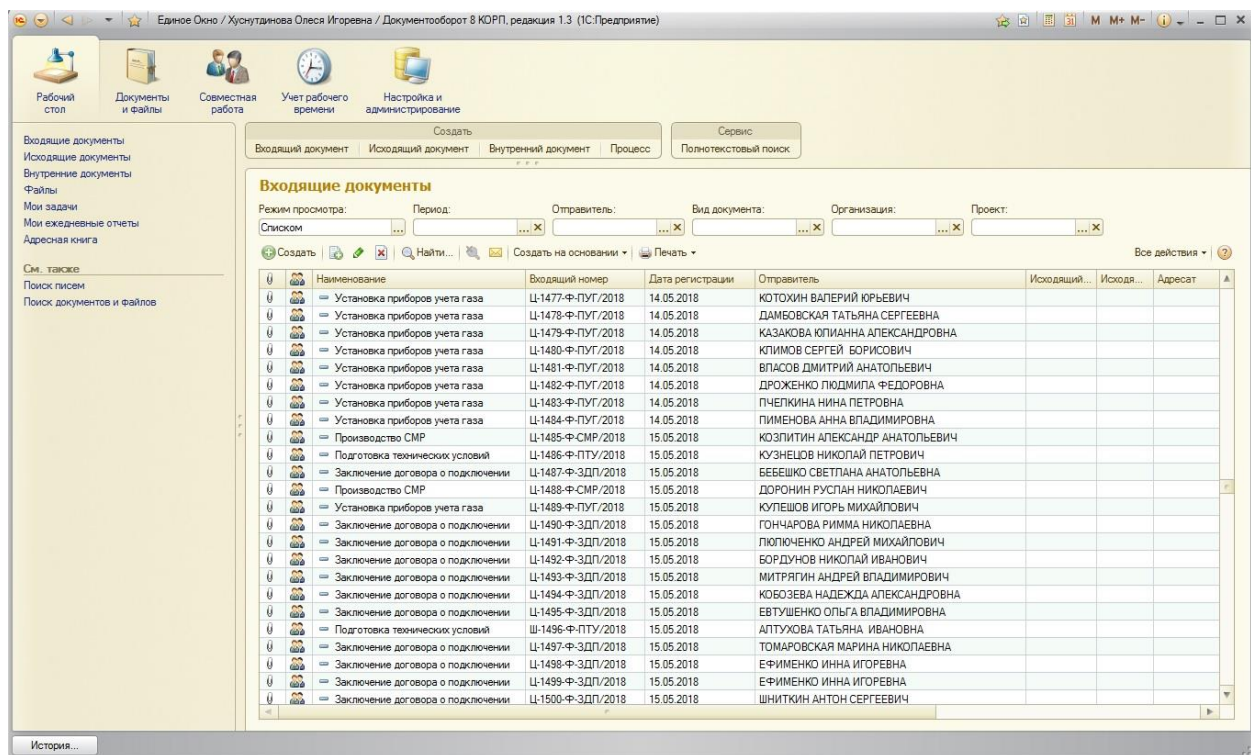 Единое Окно / Хуснутдинова Олеся Игоревна / Документооборот 8 КОРП, редакция 1.3 (1С:Предприятие)
31 M M+ M-
Рабочий стол
Документы и файлы
Совместная работа
Учет рабочего времени
Настройка и администрирование
Входящие документы
Исходящие документы
Внутренние документы
Файлы
Мои задачи
Мои ежедневные отчеты
Адресная книга
См. также
Поиск писем
Поиск документов и файлов
Создать
Входящий документ Исходящий документ Внутренний документ Процесс
Сервис
Полнотекстовый поиск
Входящие документы
Режим просмотра: Период: Отправитель: Вид документа: Организация: Проект:
Списком ... ... × ... × ... × ... × ... ×
Создать Найти... Создать на основании Печать Все действия ?
Наименование Входящий номер Дата регистрации Отправитель Исходящий... Исходя... Адресат
Установка приборов учета газа Ц-1477-Ф-ПУГ/2018 14.05.2018 КОТОХИН ВАЛЕРИЙ ЮРЬЕВИЧ
Установка приборов учета газа Ц-1478-Ф-ПУГ/2018 14.05.2018 ДАМБОВСКАЯ ТАТЬЯНА СЕРГЕЕВНА
Установка приборов учета газа Ц-1479-Ф-ПУГ/2018 14.05.2018 КАЗАКОВА ЮЛИАННА АЛЕКСАНДРОВНА
Установка приборов учета газа Ц-1480-Ф-ПУГ/2018 14.05.2018 КЛИМОВ СЕРГЕЙ БОРИСОВИЧ
Установка приборов учета газа Ц-1481-Ф-ПУГ/2018 14.05.2018 ВЛАСОВ ДМИТРИЙ АНАТОЛЬЕВИЧ
Установка приборов учета газа Ц-1482-Ф-ПУГ/2018 14.05.2018 ДРОЖЕНКО ЛЮДМИЛА ФЕДОРОВНА
Установка приборов учета газа Ц-1483-Ф-ПУГ/2018 14.05.2018 ПЧЕЛКИНА НИНА ПЕТРОВНА
Установка приборов учета газа Ц-1484-Ф-ПУГ/2018 14.05.2018 ПИМЕНОВА АННА ВЛАДИМИРОВНА
Производство СМР Ц-1485-Ф-СМР/2018 15.05.2018 КОЗЛИТИН АЛЕКСАНДР АНАТОЛЬЕВИЧ
Подготовка технических условий Ц-1486-Ф-ПТУ/2018 15.05.2018 КУЗНЕЦОВ НИКОЛАЙ ПЕТРОВИЧ
Заключение договора о подключении Ц-1487-Ф-ЗДП/2018 15.05.2018 БЕБЕШКО СВЕТЛАНА АНАТОЛЬЕВНА
Производство СМР Ц-1488-Ф-СМР/2018 15.05.2018 ДОРОНИН РУСЛАН НИКОЛАЕВИЧ
Установка приборов учета газа Ц-1489-Ф-ПУГ/2018 15.05.2018 КУЛЕШОВ ИГОРЬ МИХАЙЛОВИЧ
Заключение договора о подключении Ц-1490-Ф-ЗДП/2018 15.05.2018 ГОНЧАРОВА РИММА НИКОЛАЕВНА
Заключение договора о подключении Ц-1491-Ф-ЗДП/2018 15.05.2018 ЛЮЛЮЧЕНКО АНДРЕЙ МИХАЙЛОВИЧ
Заключение договора о подключении Ц-1492-Ф-ЗДП/2018 15.05.2018 БОРДУНОВ НИКОЛАЙ ИВАНОВИЧ
Заключение договора о подключении Ц-1493-Ф-ЗДП/2018 15.05.2018 МИТРЯГИН АНДРЕЙ ВЛАДИМИРОВИЧ
Заключение договора о подключении Ц-1494-Ф-ЗДП/2018 15.05.2018 КОБОЗЕВА НАДЕЖДА АЛЕКСАНДРОВНА
Заключение договора о подключении Ц-1495-Ф-ЗДП/2018 15.05.2018 ЕВТУШЕНКО ОЛЬГА ВЛАДИМИРОВНА
Подготовка технических условий Ш-1496-Ф-ПТУ/2018 15.05.2018 АЛТУХОВА ТАТЬЯНА ИВАНОВНА
Заключение договора о подключении Ц-1497-Ф-ЗДП/2018 15.05.2018 ТОМАРОВСКАЯ МАРИНА НИКОЛАЕВНА
Заключение договора о подключении Ц-1498-Ф-ЗДП/2018 15.05.2018 ЕФИМЕНКО ИННА ИГОРЕВНА
Заключение договора о подключении Ц-1499-Ф-ЗДП/2018 15.05.2018 ЕФИМЕНКО ИННА ИГОРЕВНА
Заключение договора о подключении Ц-1500-Ф-ЗДП/2018 15.05.2018 ШНИТКИН АНТОН СЕРГЕЕВИЧ
История...